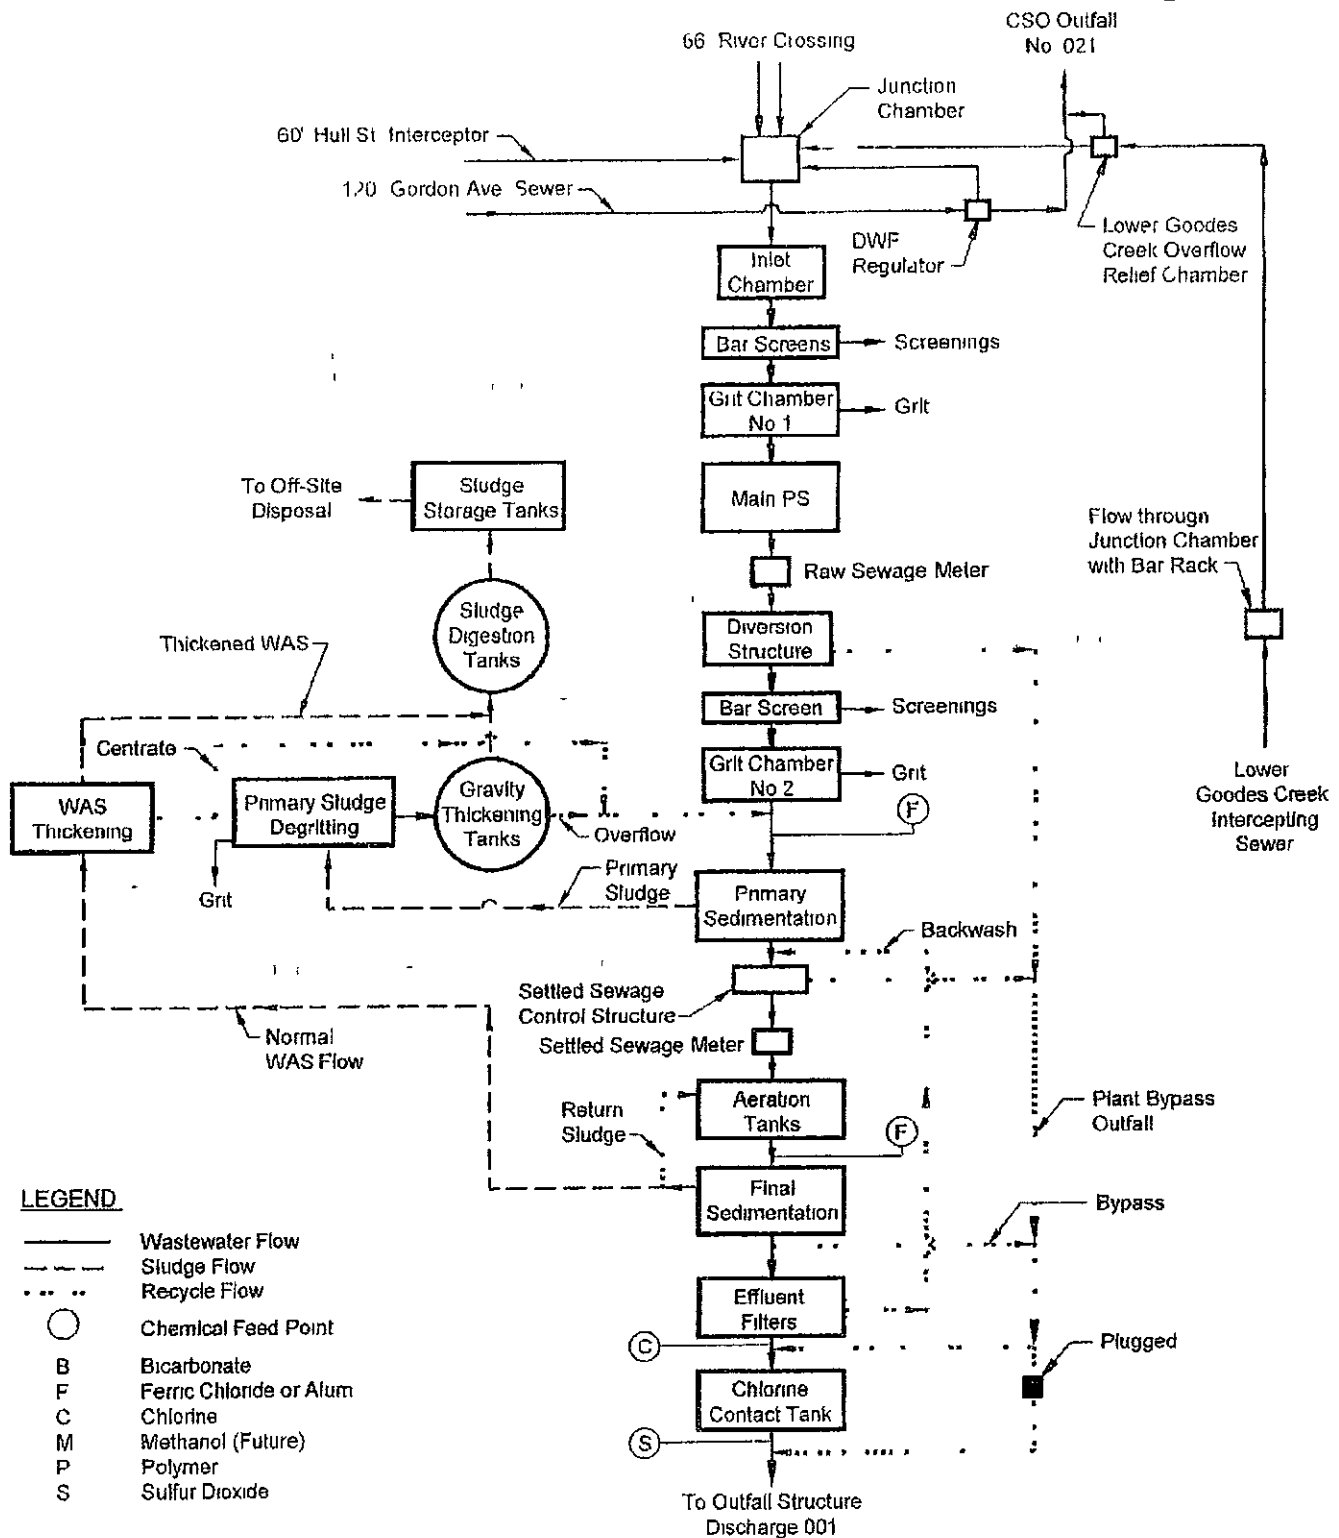 CSO Outfall
No 021
66 River Crossing
Junction
Chamber
60' Hull St Interceptor
120 Gordon Ave Sewer
DWF
Regulator
Lower Goodes
Creek Overflow
Relief Chamber
Inlet
Chamber
Bar Screens
Screenings
Grit Chamber
No 1
Grit
To Off-Site
Disposal
Sludge
Storage Tanks
Main PS
Flow through
Junction Chamber
with Bar Rack
Raw Sewage Meter
Sludge
Digestion
Tanks
Diversion
Structure
Thickened WAS
Bar Screen
Screenings
Centrate
Grit Chamber
No 2
Grit
Lower
Goodes Creek
Intercepting
Sewer
WAS
Thickening
Primary Sludge
Degritting
Gravity
Thickening
Tanks
Overflow
F
Grit
Primary
Sludge
Primary
Sedimentation
Backwash
Settled Sewage
Control Structure
Normal
WAS Flow
Settled Sewage Meter
Return
Sludge
Aeration
Tanks
F
Plant Bypass
Outfall
Final
Sedimentation
Bypass
LEGEND
Wastewater Flow
Sludge Flow
Recycle Flow
Chemical Feed Point
B Bicarbonate
F Ferric Chloride or Alum
C Chlorine
M Methanol (Future)
P Polymer
S Sulfur Dioxide
Effluent
Filters
C
Plugged
Chlorine
Contact Tank
S
To Outfall Structure
Discharge 001